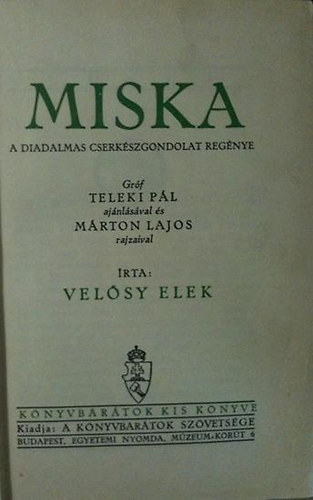 MISKA
A DIADALMAS CSERKÉSZGONDOLAT REGÉNYE
Gróf
TELEKI PÁL
ajánlásával és
MÁRTON LAJOS
rajzaival
ÍRTA:
VELŐSY ELEK
KÖNYVBARÁTOK KIS KÖNYVE
Kiadja: A KÖNYVBARÁTOK SZÖVETSÉGE
BUDAPEST, EGYETEMI NYOMDA, MÚZEUM-KÖRÚT 6